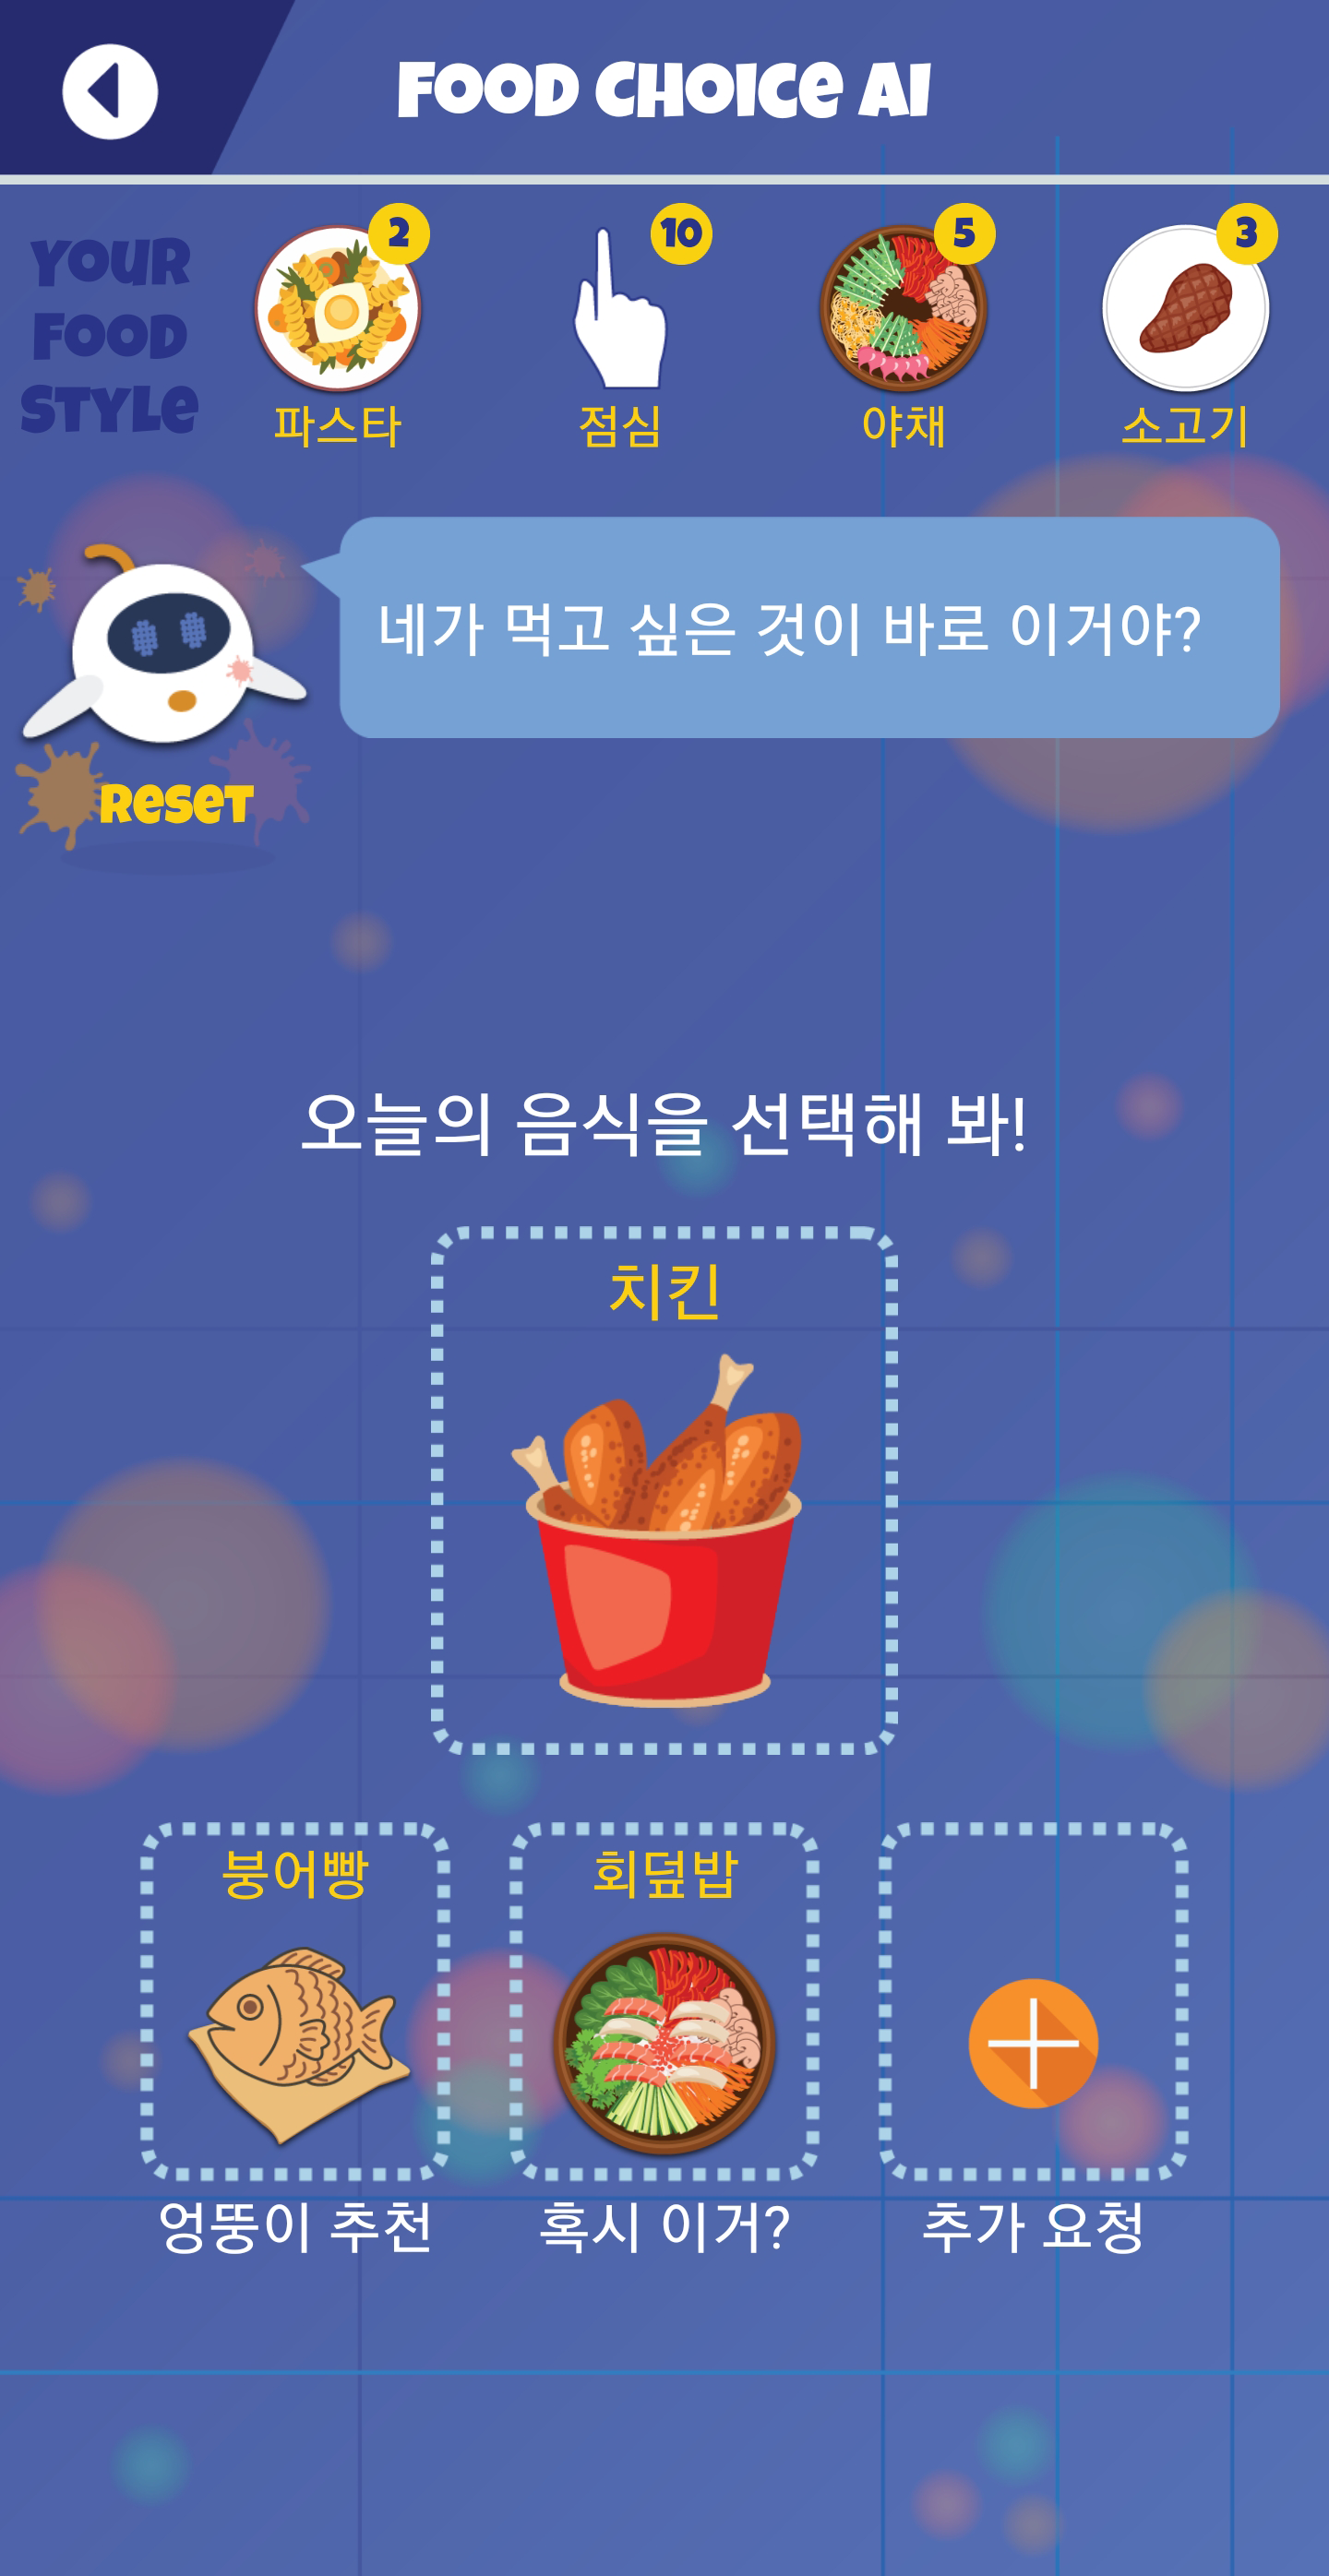 FOOD CHOICE AI
YOUR
FOOD
STYLE
2
10
5
3
파스타
점심
야채
소고기
네가 먹고 싶은 것이 바로 이거야?
RESET
오늘의 음식을 선택해 봐!
치킨
붕어빵
회덮밥
엉뚱이 추천
혹시 이거?
추가 요청